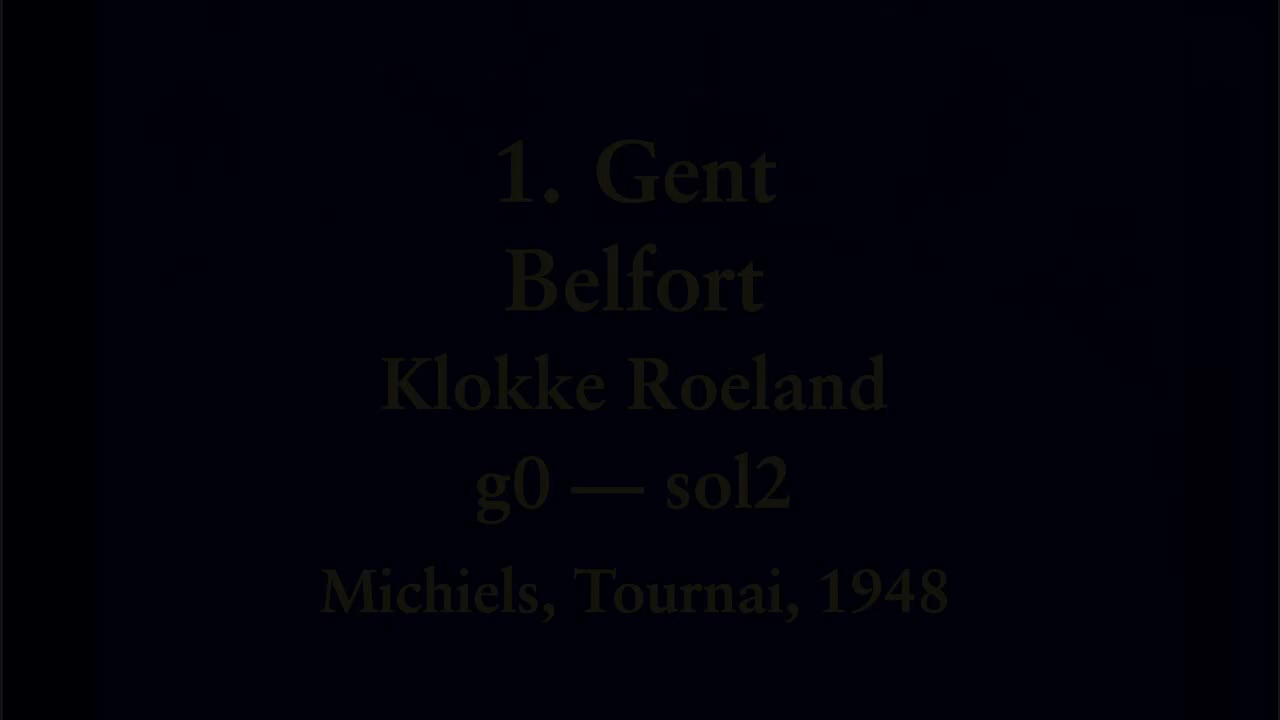 1. Gent
Belfort
Klokke Roeland
g0 — sol2
Michiels, Tournai, 1948